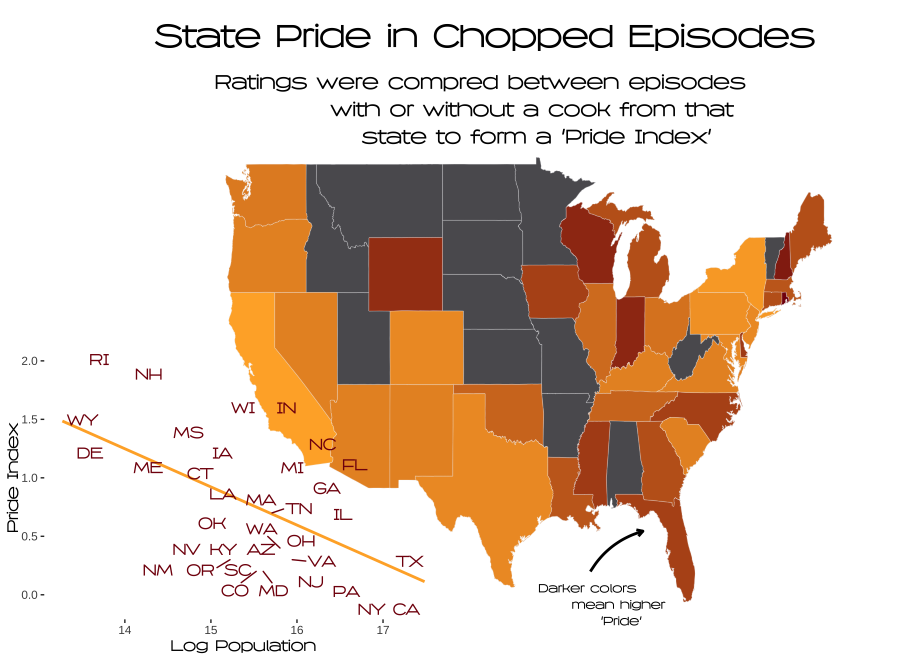 State Pride in Chopped Episodes
Ratings were compred between episodes
with or without a cook from that
state to form a 'Pride Index'
Pride Index
2.0
1.5
1.0
0.5
0.0
RI
NH
WY
WI IN
MS
NC
DE
IA
ME
CT
MI
FL
LA
MA
GA
TN
IL
OK
WA
OH
NV KY AZ
VA
TX
NM OR SC
NJ
CO MD
PA
NY CA
14 15 16 17
Log Population
Darker colors
mean higher
'Pride'